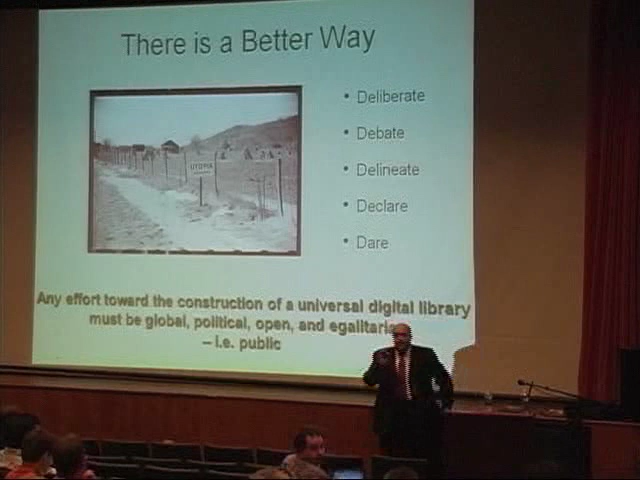 There is a Better Way
UTOPIA
• Deliberate
• Debate
• Delineate
• Declare
• Dare
Any effort toward the construction of a universal digital library
must be global, political, open, and
– I.e. public